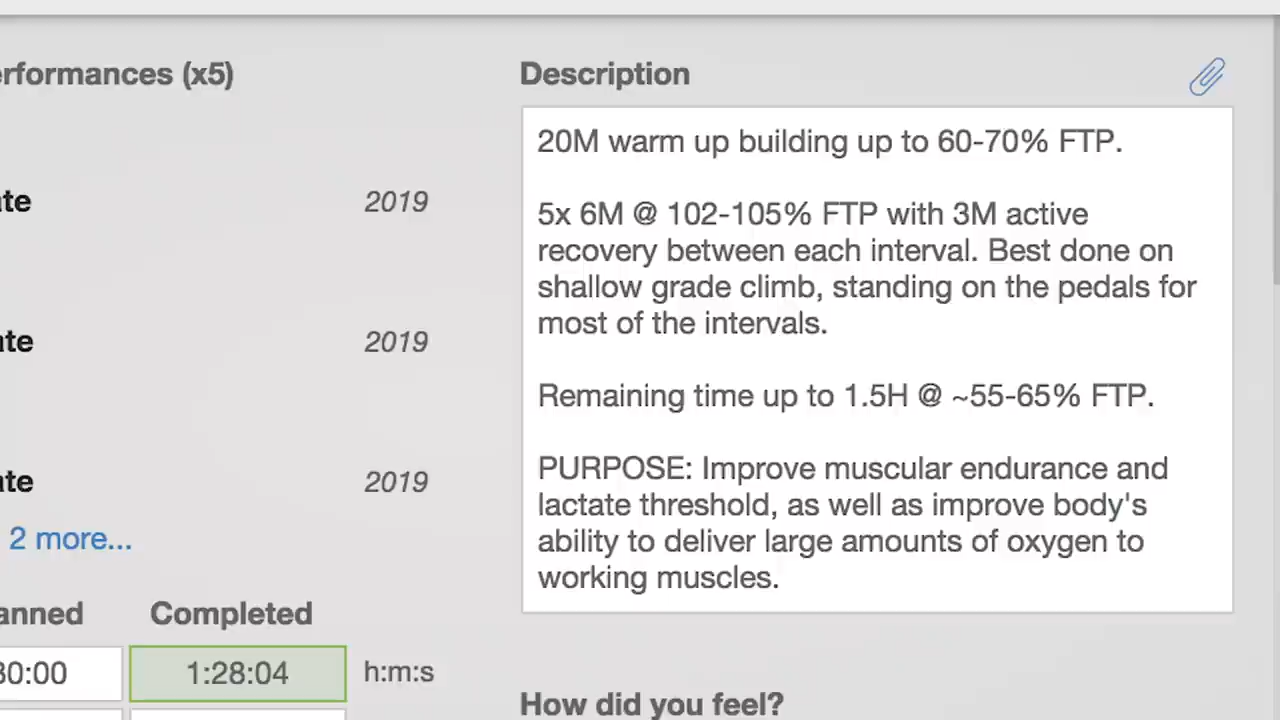 erformances (x5)
ate
2019
ate
2019
ate
2019
2 more...
anned
Completed
30:00
1:28:04
h:m:s
Description
20M warm up building up to 60-70% FTP.
5x 6M @ 102-105% FTP with 3M active
recovery between each interval. Best done on
shallow grade climb, standing on the pedals for
most of the intervals.
Remaining time up to 1.5H @ ~55-65% FTP.
PURPOSE: Improve muscular endurance and
lactate threshold, as well as improve body's
ability to deliver large amounts of oxygen to
working muscles.
How did you feel?